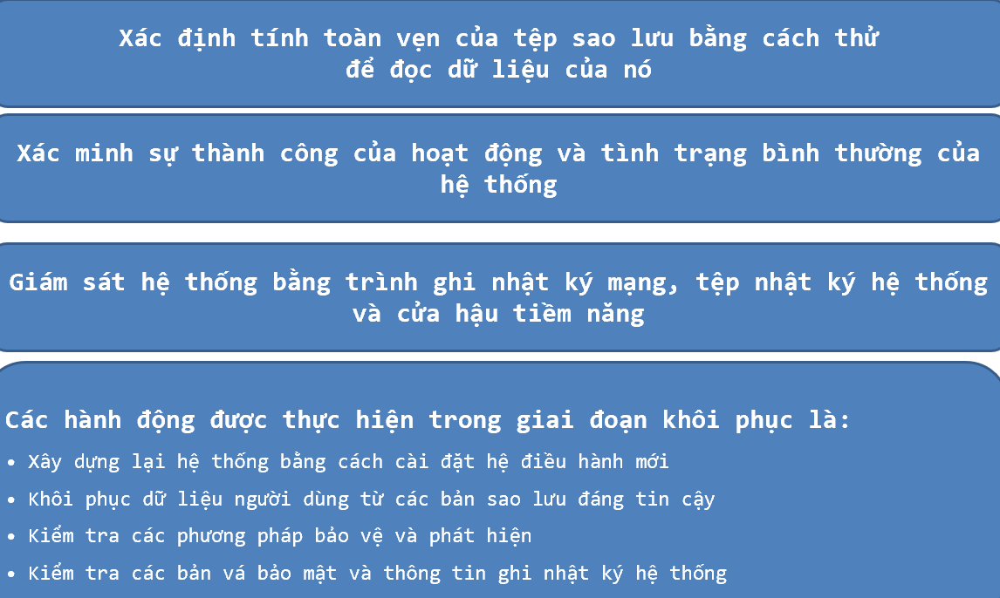 Xác định tính toàn vẹn của tệp sao lưu bằng cách thử
để đọc dữ liệu của nó
Xác minh sự thành công của hoạt động và tình trạng bình thường của
hệ thống
Giám sát hệ thống bằng trình ghi nhật ký mạng, tệp nhật ký hệ thống
và cửa hậu tiềm năng
Các hành động được thực hiện trong giai đoạn khôi phục là:
• Xây dựng lại hệ thống bằng cách cài đặt hệ điều hành mới
• Khôi phục dữ liệu người dùng từ các bản sao lưu đáng tin cậy
• Kiểm tra các phương pháp bảo vệ và phát hiện
• Kiểm tra các bản vá bảo mật và thông tin ghi nhật ký hệ thống